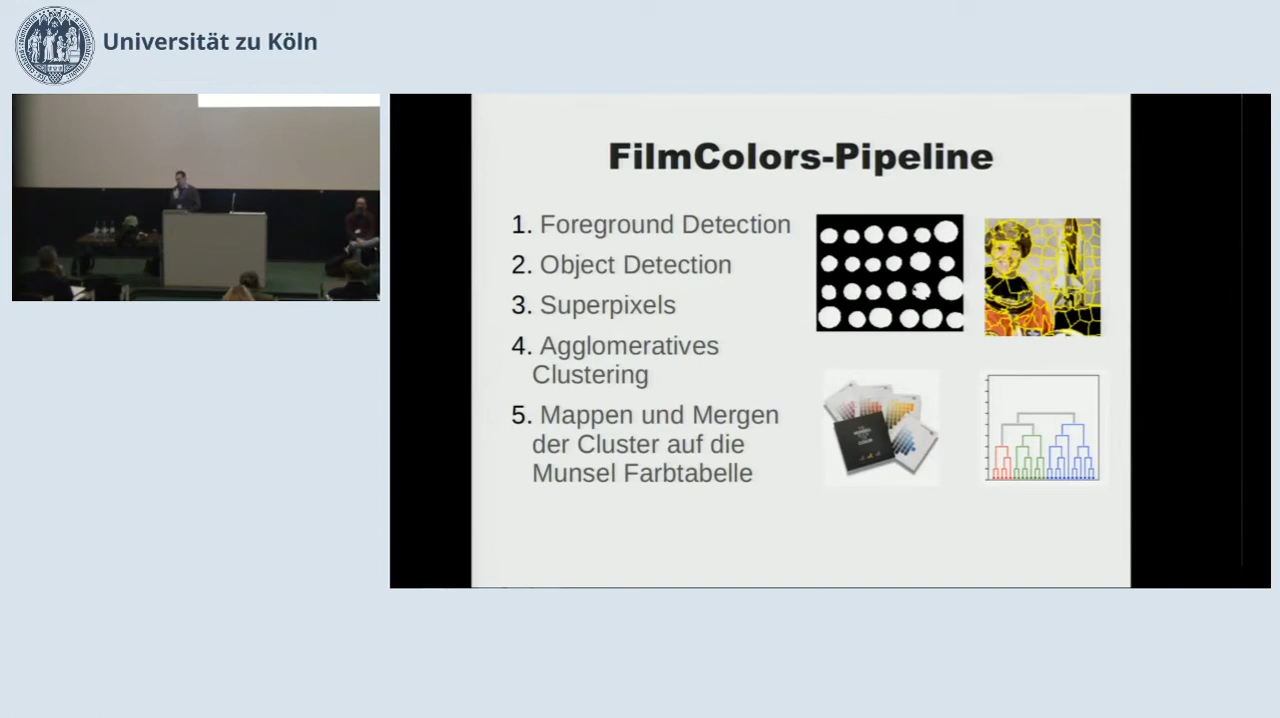 Universität zu Köln
FilmColors-Pipeline
1. Foreground Detection
2. Object Detection
3. Superpixels
4. Agglomeratives
Clustering
5. Mappen und Mergen
der Cluster auf die
Munsel Farbtabelle